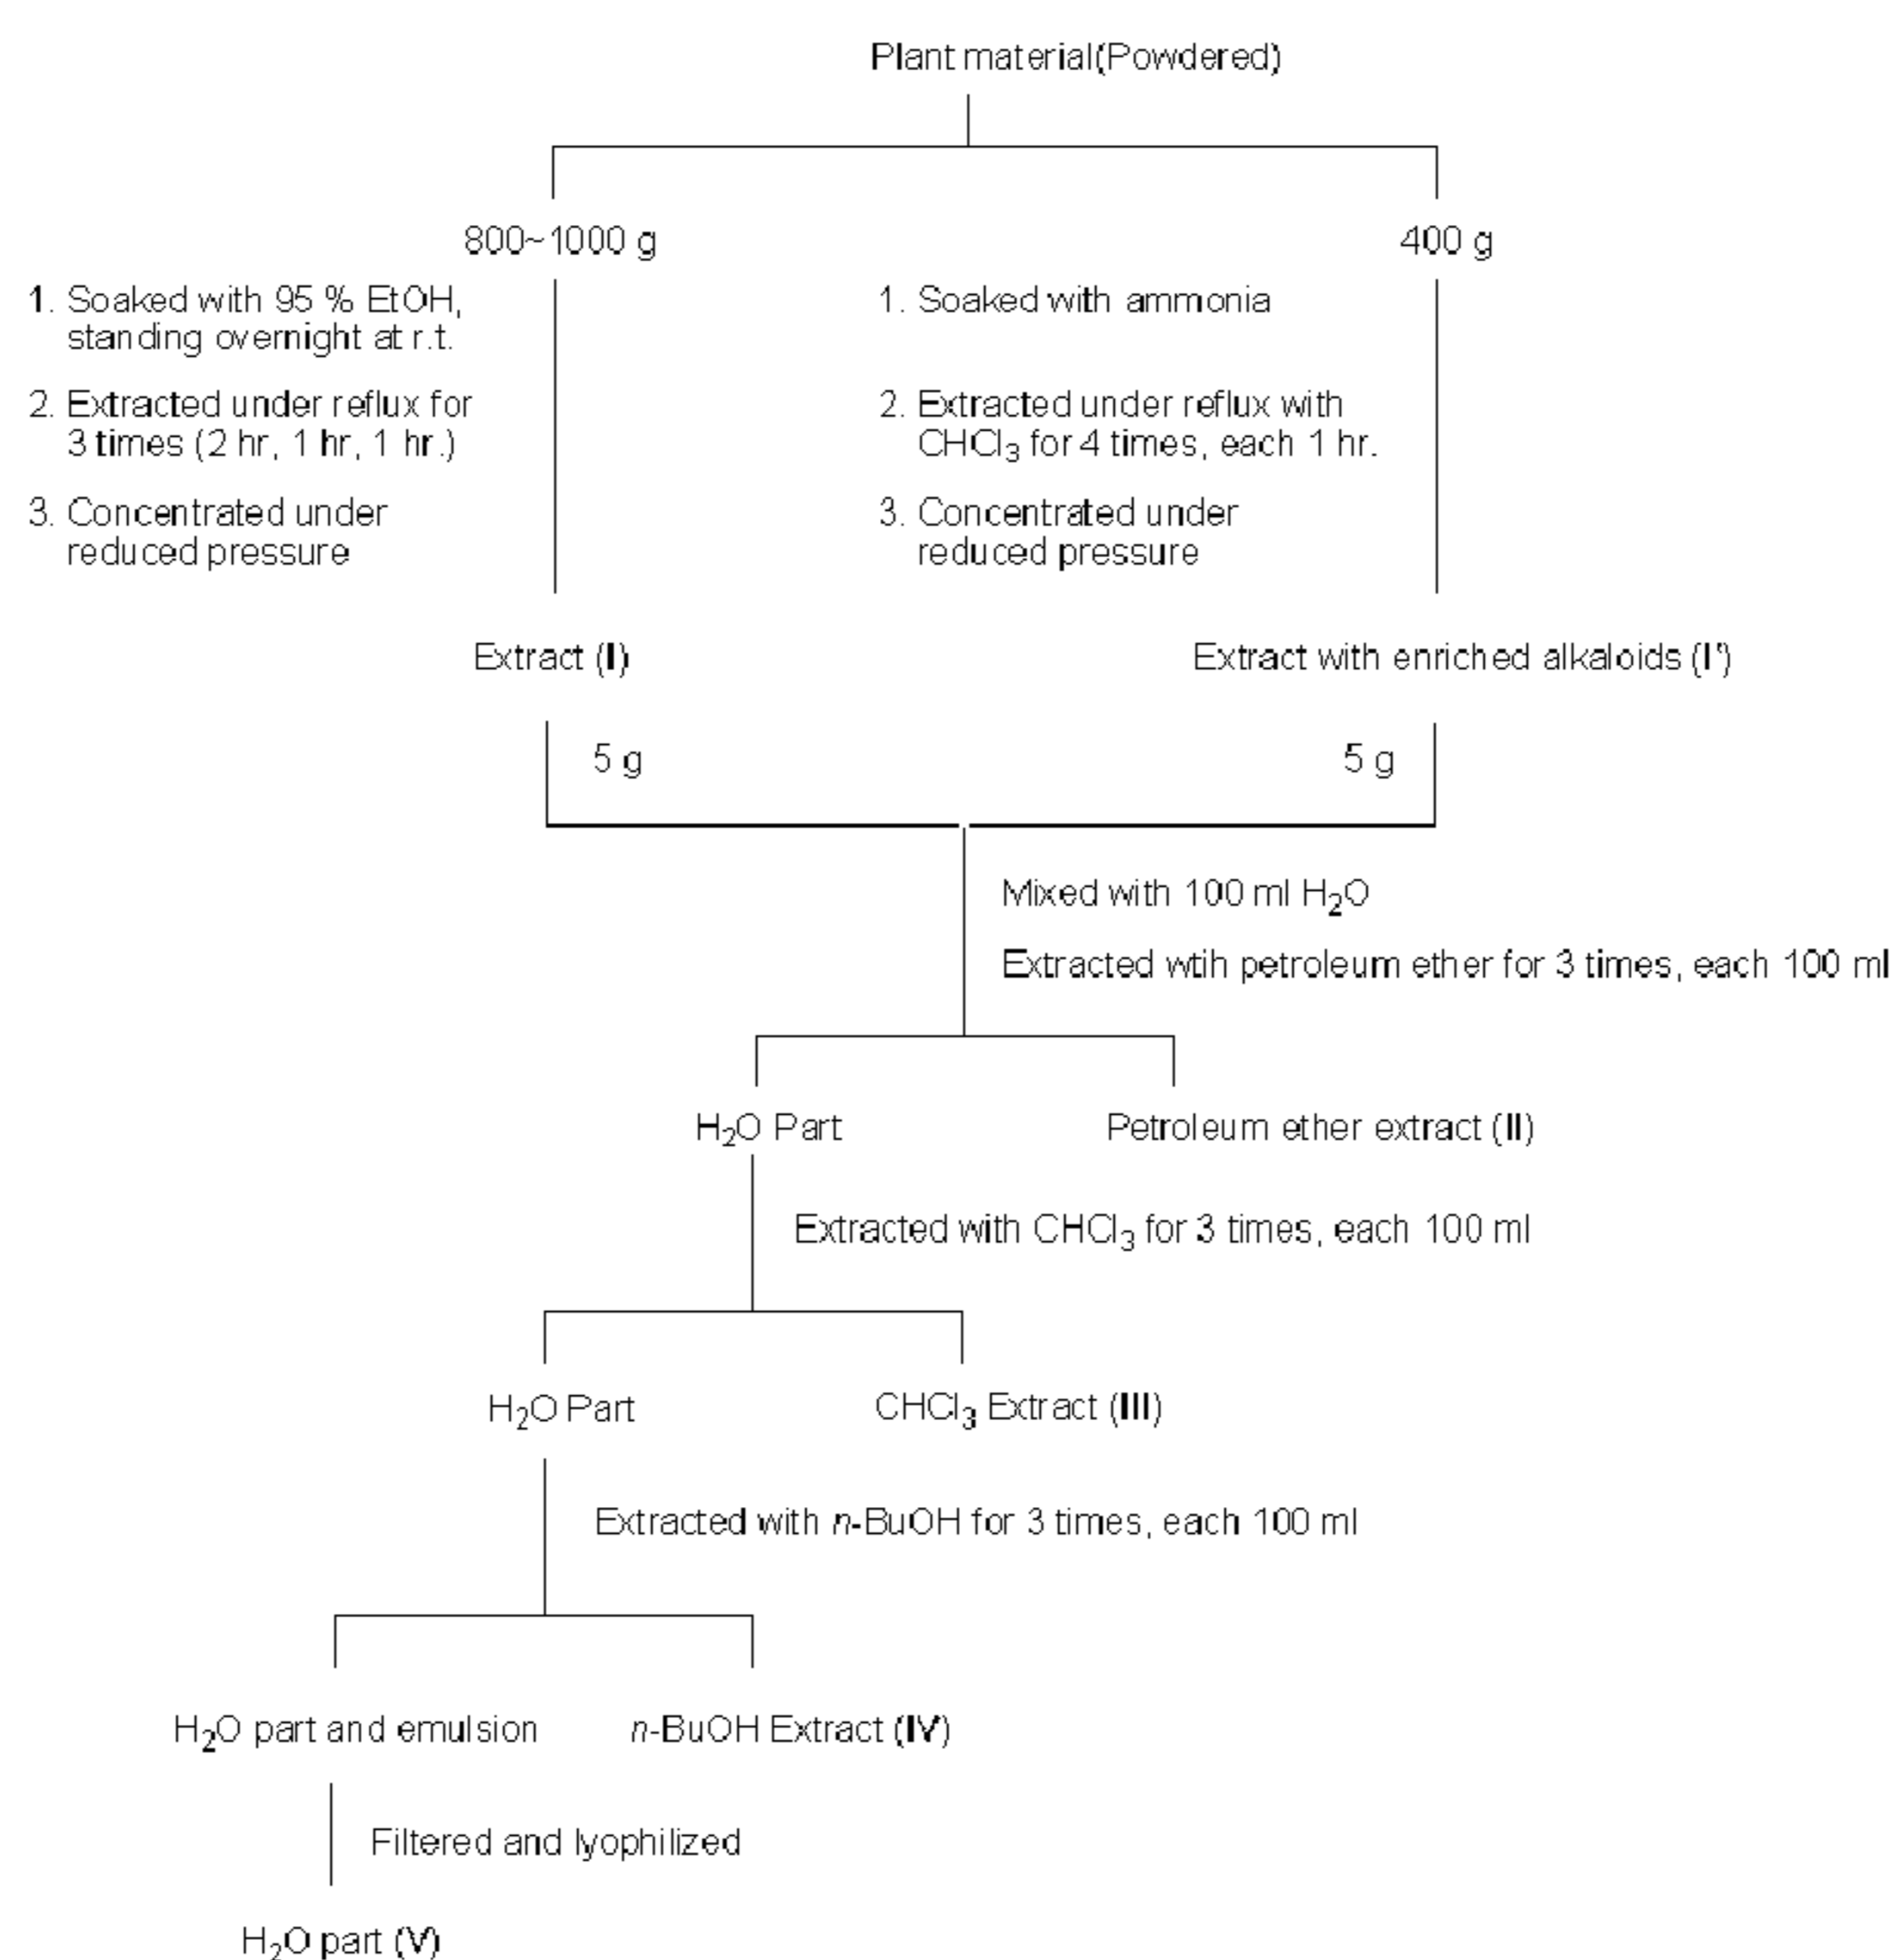 Plant material(Powdered)
800~1000 g
400 g
1. Soaked with 95 % EtOH,
standing overnight at r.t.
2. Extracted under reflux for
3 times (2 hr, 1 hr, 1 hr.)
3. Concentrated under
reduced pressure
1. Soaked with ammonia
2. Extracted under reflux with
CHCl₃ for 4 times, each 1 hr.
3. Concentrated under
reduced pressure
Extract (I)
Extract with enriched alkaloids (I')
5 g
5 g
Mixed with 100 ml H₂O
Extracted wtih petroleum ether for 3 times, each 100 ml
H₂O Part
Petroleum ether extract (II)
Extracted with CHCl₃ for 3 times, each 100 ml
H₂O Part
CHCl₃ Extract (III)
Extracted with n-BuOH for 3 times, each 100 ml
H₂O part and emulsion
n-BuOH Extract (IV)
Filtered and lyophilized
H₂O part (V)